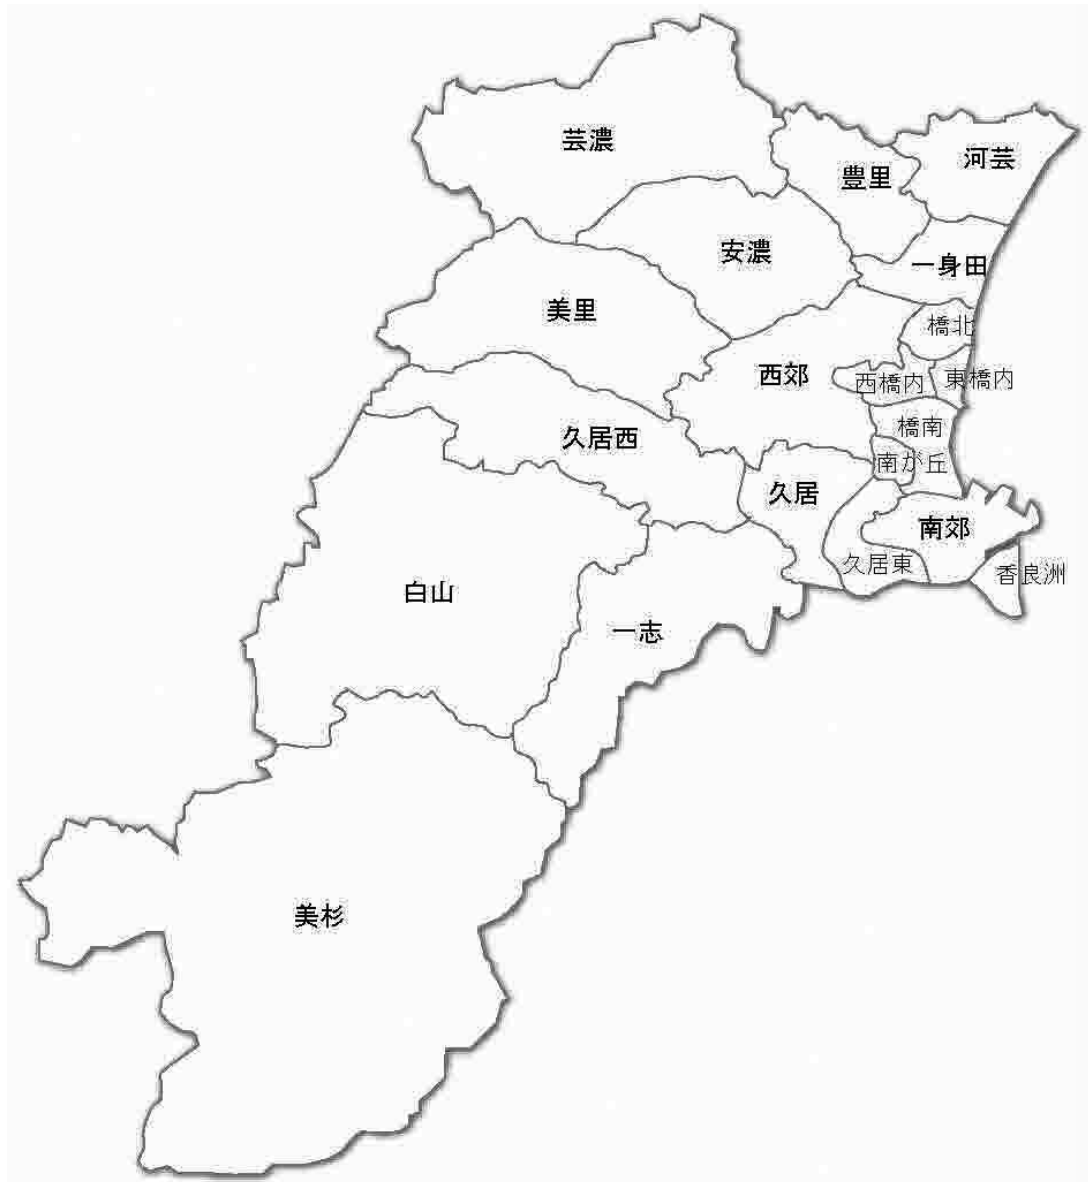 芸濃
豊里
河芸
安濃
一身田
美里
橋北
西郊
西橋内
東橋内
橋南
久居西
南が丘
久居
南郊
久居東
香良洲
白山
一志
美杉